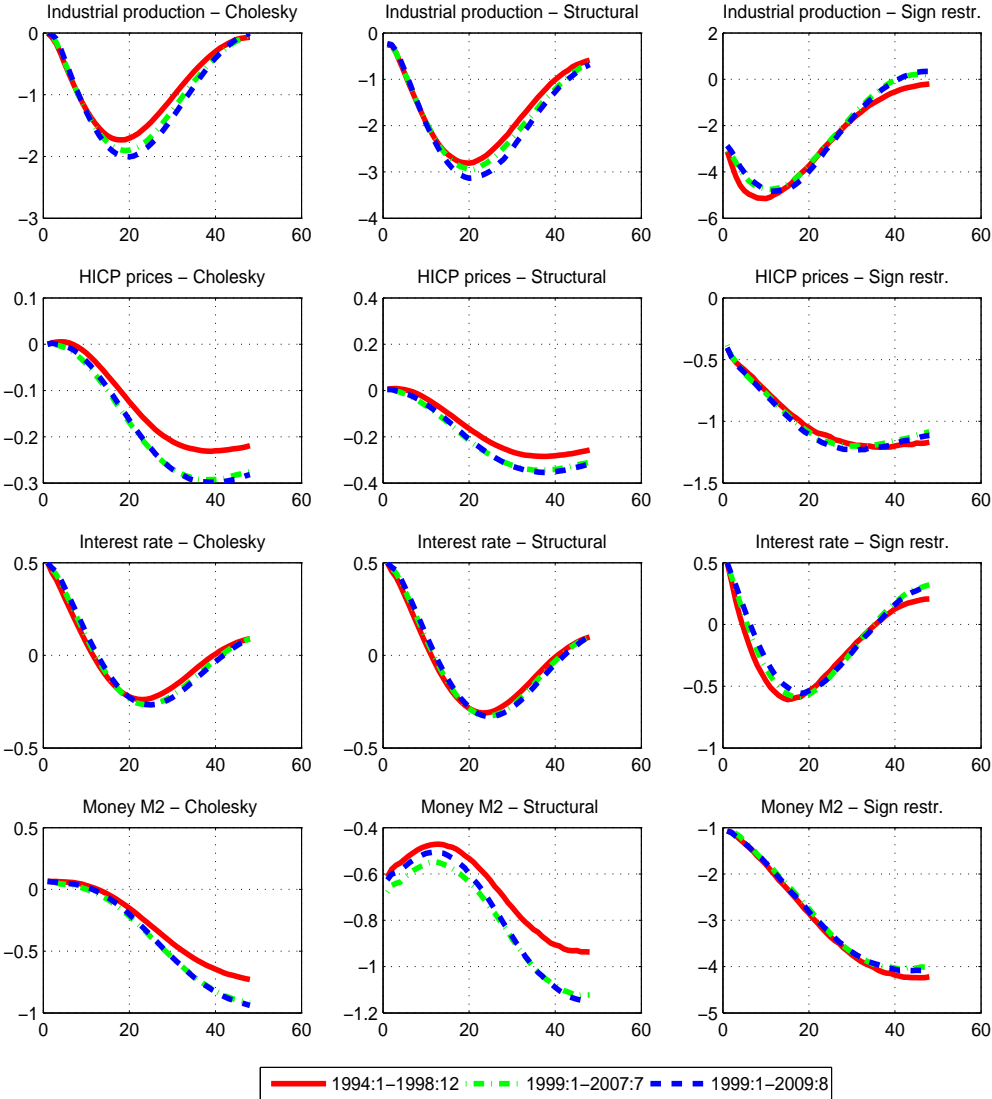 Industrial production − Cholesky
Industrial production − Structural
Industrial production − Sign restr.
0
−1
−2
−3
0 20 40 60
0
−1
−2
−3
−4
0 20 40 60
2
0
−2
−4
−6
0 20 40 60
HICP prices − Cholesky
HICP prices − Structural
HICP prices − Sign restr.
0.1
0
−0.1
−0.2
−0.3
0 20 40 60
0.4
0.2
0
−0.2
−0.4
0 20 40 60
0
−0.5
−1
−1.5
0 20 40 60
Interest rate − Cholesky
Interest rate − Structural
Interest rate − Sign restr.
0.5
0
−0.5
0 20 40 60
0.5
0
−0.5
0 20 40 60
0.5
0
−0.5
−1
0 20 40 60
Money M2 − Cholesky
Money M2 − Structural
Money M2 − Sign restr.
0.5
0
−0.5
−1
0 20 40 60
−0.4
−0.6
−0.8
−1
−1.2
0 20 40 60
−1
−2
−3
−4
−5
0 20 40 60
1994:1−1998:12 1999:1−2007:7 1999:1−2009:8